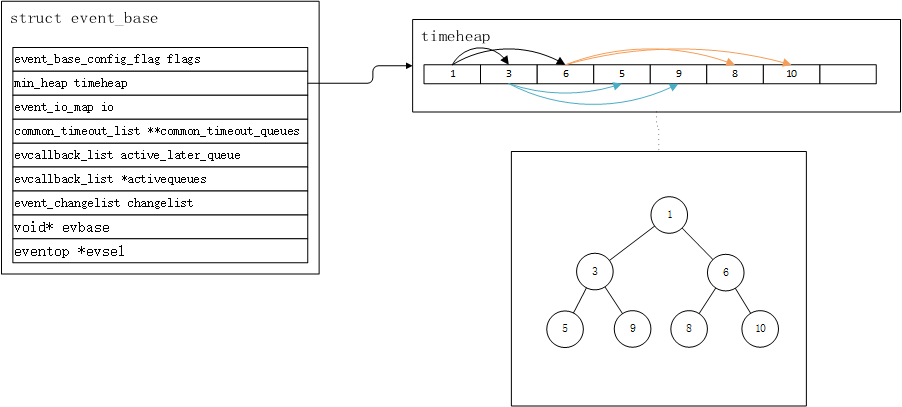 struct event_base
event_base_config_flag flags
min_heap timeheap
event_io_map io
common_timeout_list **common_timeout_queues
evcallback_list active_later_queue
evcallback_list *activequeues
event_changelist changelist
void* evbase
eventop *evsel
timeheap
1 3 6 5 9 8 10
1
3 6
5 9 8 10